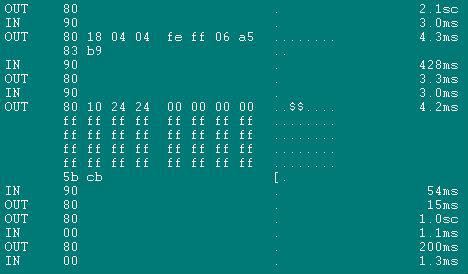 OUT 80 . 2.1sc
IN 90 . 3.0ms
OUT 80 18 04 04 fe ff 06 a5 ........ 4.3ms
83 b9 ..
IN 90 . 428ms
OUT 80 . 3.3ms
IN 90 . 3.0ms
OUT 80 10 24 24 00 00 00 00 ..$$.... 4.2ms
ff ff ff ff ff ff ff ff ........
ff ff ff ff ff ff ff ff ........
ff ff ff ff ff ff ff ff ........
ff ff ff ff ff ff ff ff ........
5b cb [.
IN 90 . 54ms
OUT 80 . 15ms
OUT 80 . 1.0sc
IN 00 . 1.1ms
OUT 00 . 200ms
IN 00 . 1.3ms